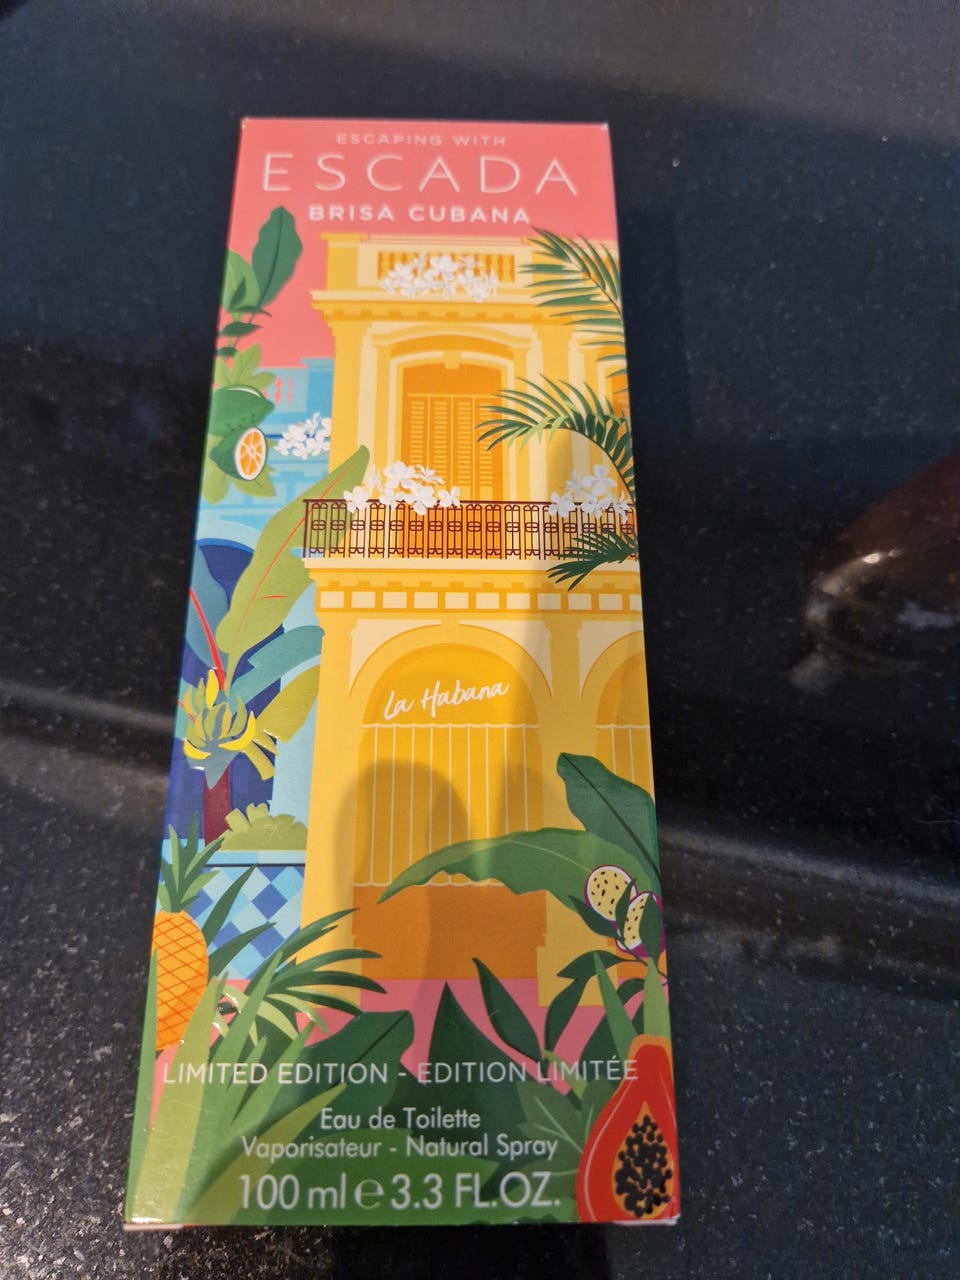 ESCAPING WITH
ESCADA
BRISA CUBANA
La Habana
LIMITED EDITION - EDITION LIMITÉE
Eau de Toilette
Vaporisateur - Natural Spray
100 ml ℮ 3.3 FL.OZ.